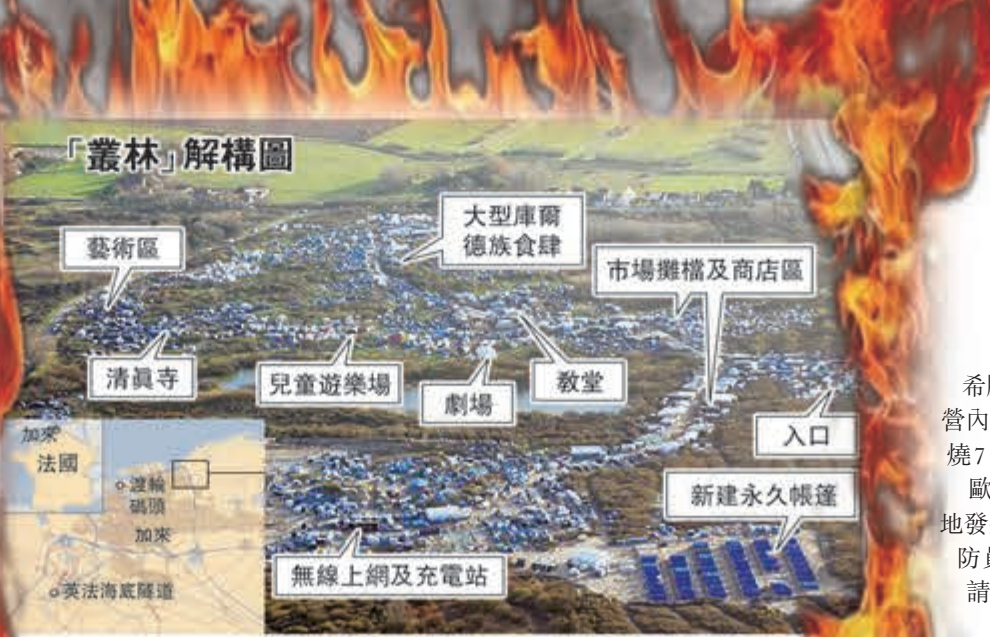 「叢林」解構圖
藝術區
大型庫爾
德族食肆
市場攤檔及商店區
清真寺
兒童遊樂場
劇場
教堂
入口
新建永久帳篷
無線上網及充電站
加來
法國
渡輪
碼頭
加來
英法海底隧道
營內
燒7
歐
地發
請